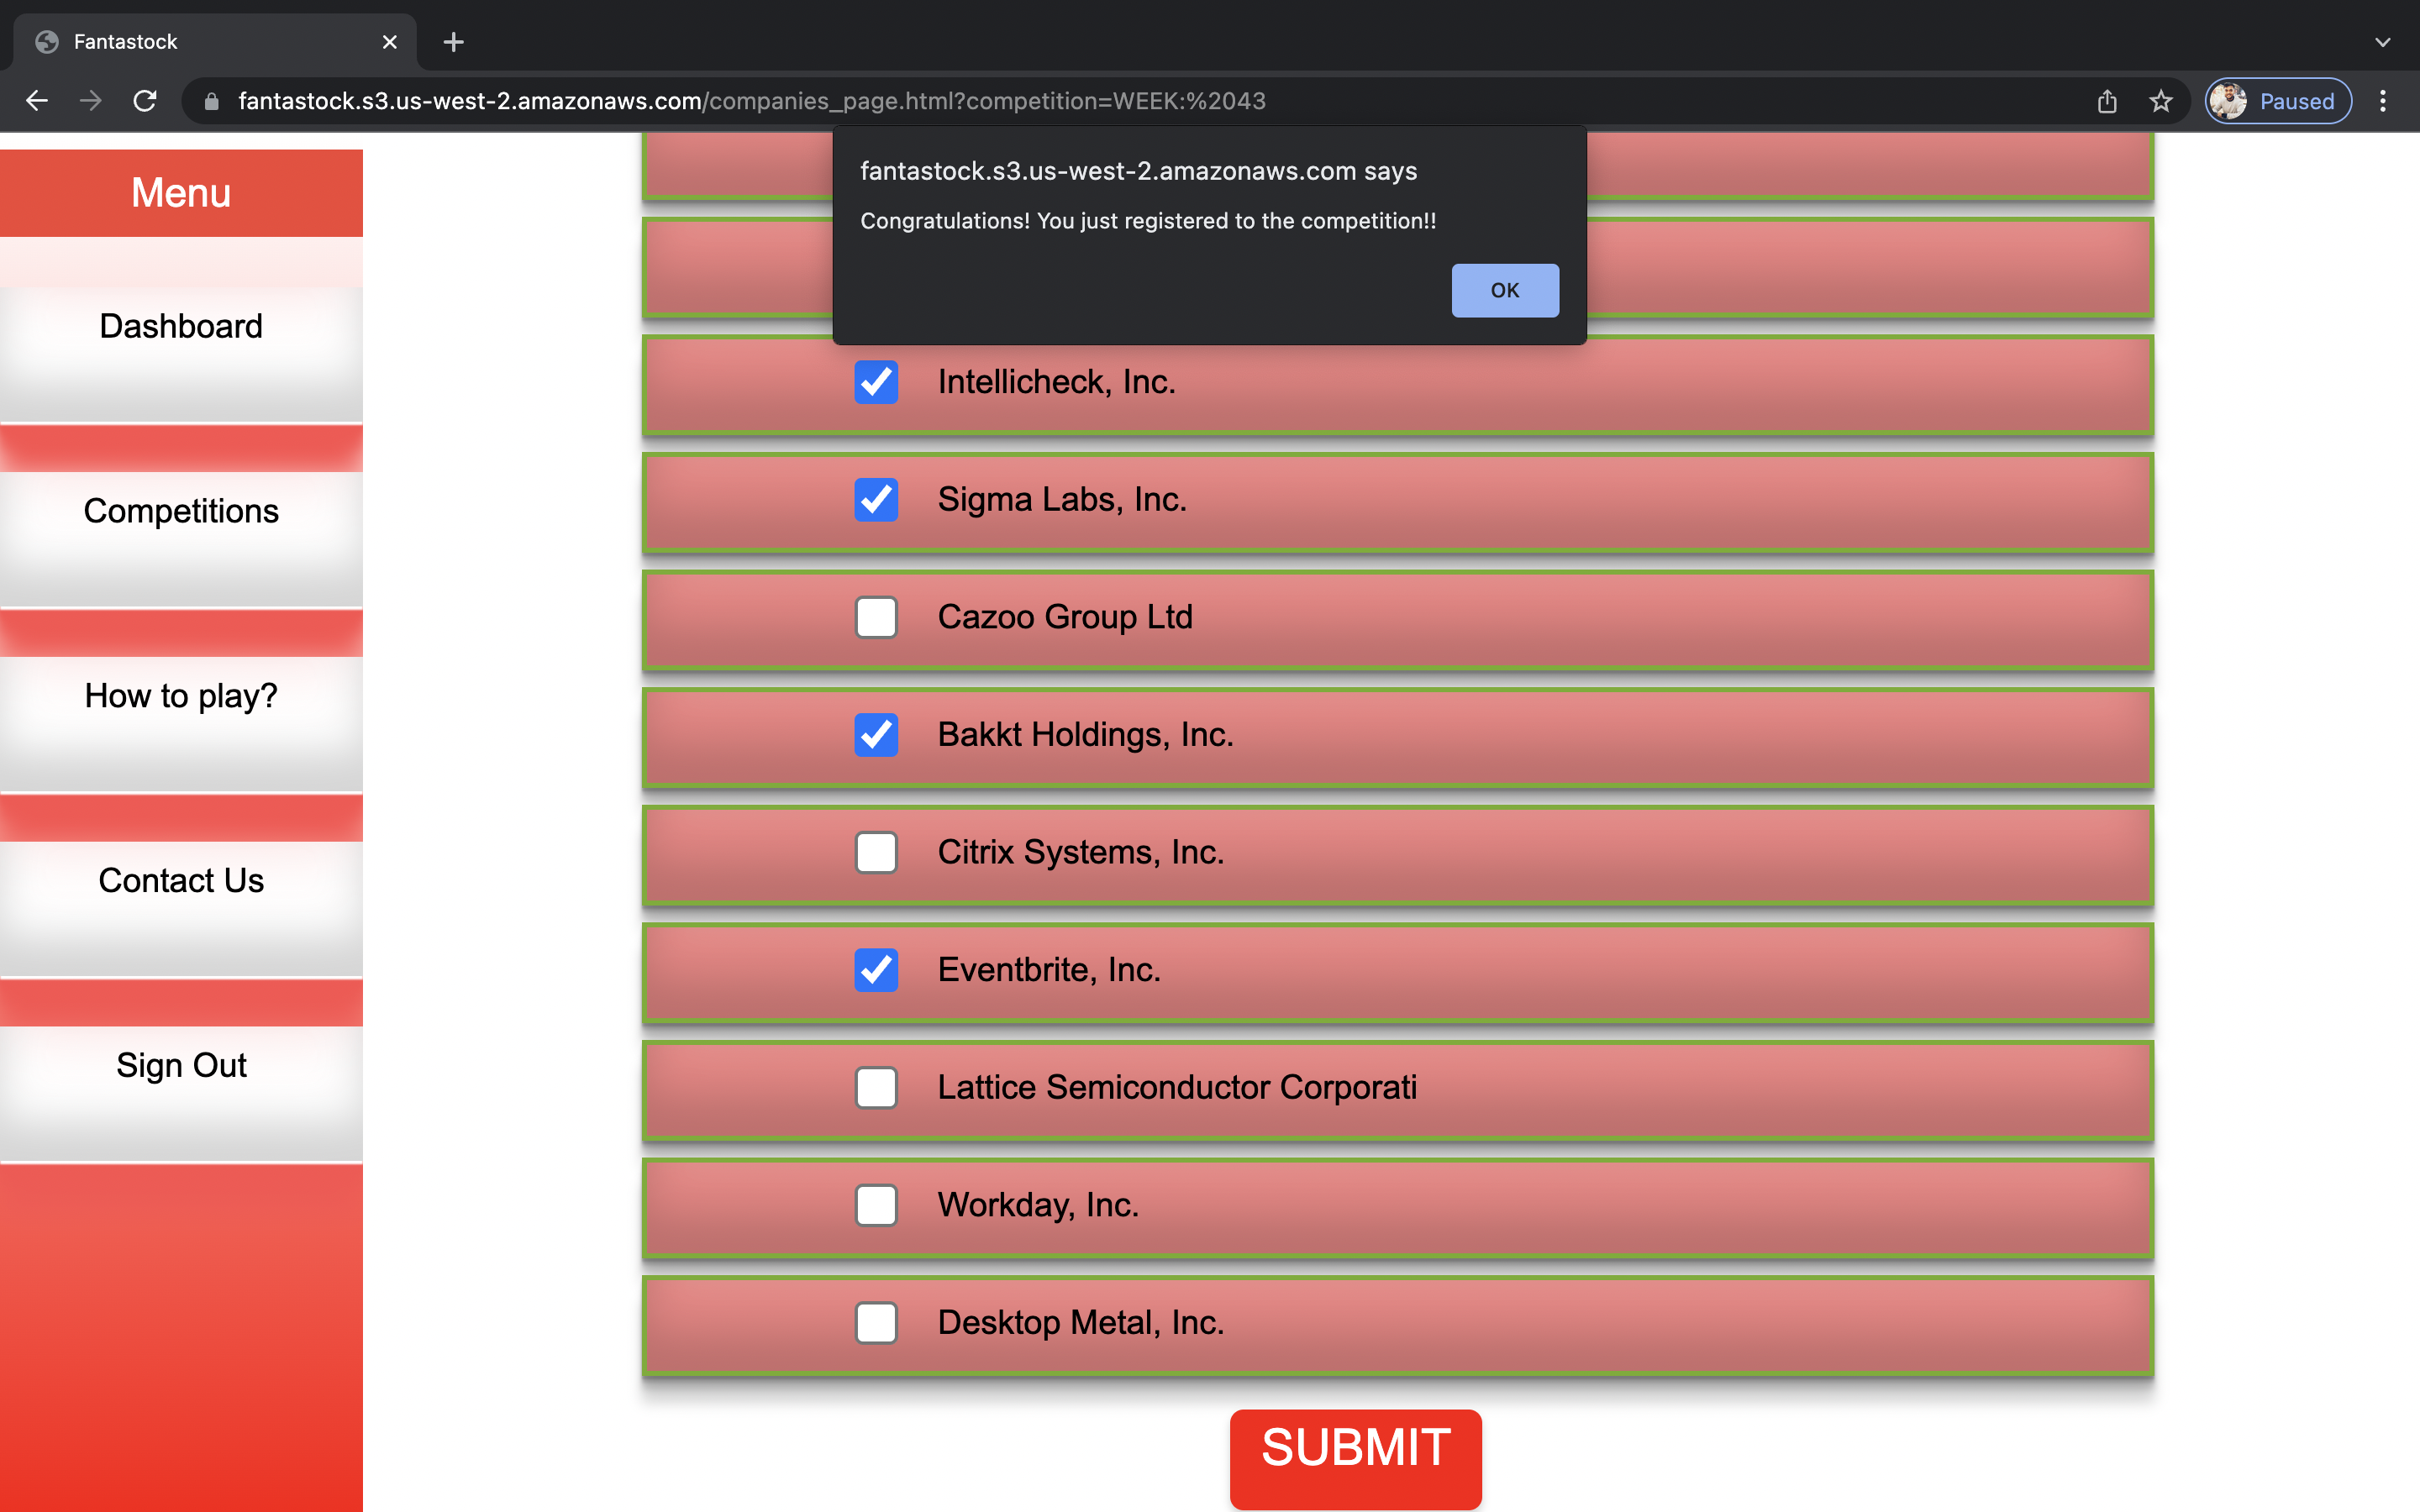 Fantastock
fantastock.s3.us-west-2.amazonaws.com/companies_page.html?competition=WEEK:%2043
Paused
fantastock.s3.us-west-2.amazonaws.com says
Congratulations! You just registered to the competition!!
OK
Menu
Dashboard
Competitions
How to play?
Contact Us
Sign Out
Intellicheck, Inc.
Sigma Labs, Inc.
Cazoo Group Ltd
Bakkt Holdings, Inc.
Citrix Systems, Inc.
Eventbrite, Inc.
Lattice Semiconductor Corporati
Workday, Inc.
Desktop Metal, Inc.
SUBMIT